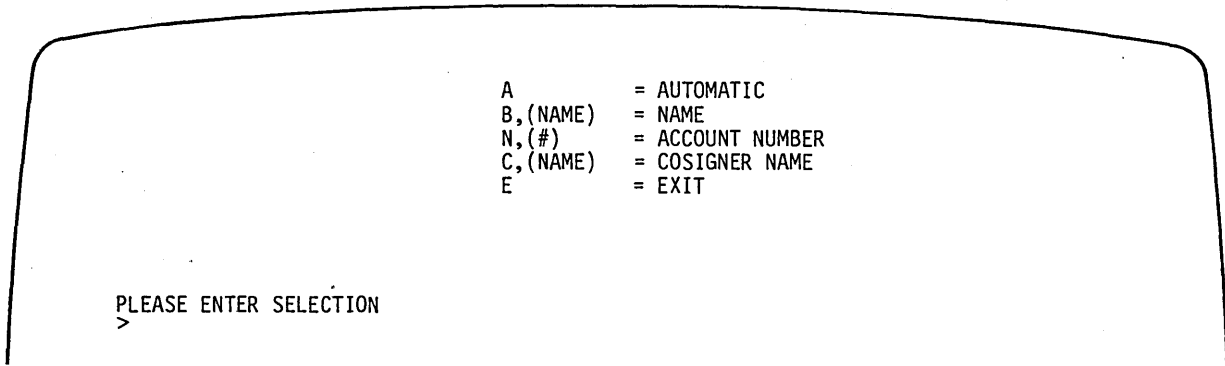 A = AUTOMATIC
B,(NAME) = NAME
N,(#) = ACCOUNT NUMBER
C,(NAME) = COSIGNER NAME
E = EXIT
PLEASE ENTER SELECTION
>